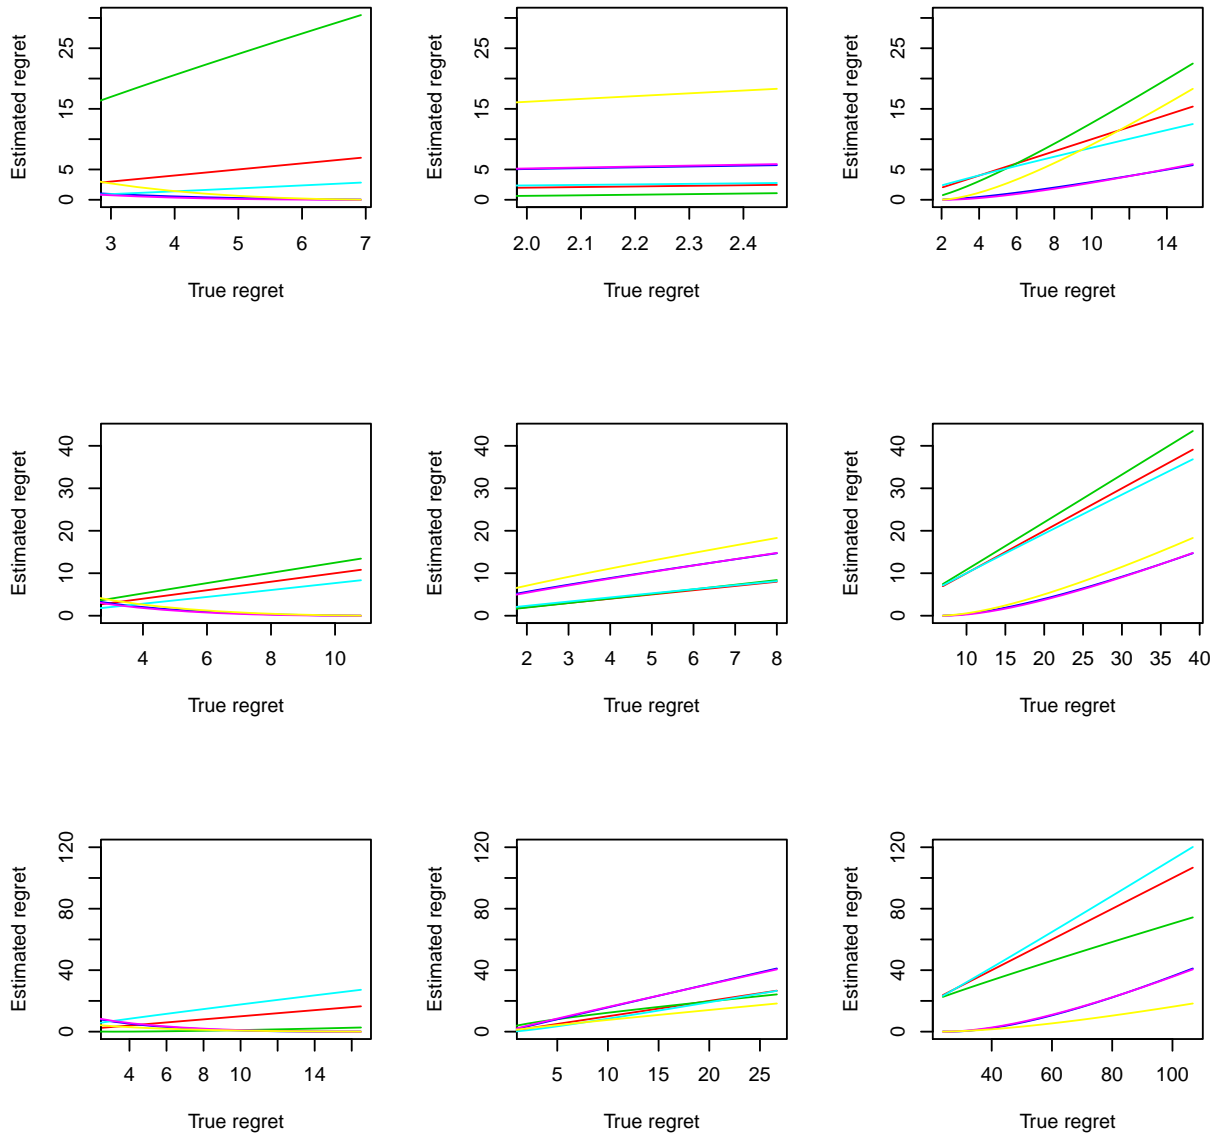 Estimated regret
0 5 15 25
3 4 5 6 7
True regret
Estimated regret
0 5 15 25
2.0 2.1 2.2 2.3 2.4
True regret
Estimated regret
0 5 15 25
2 4 6 8 10 14
True regret
Estimated regret
0 10 20 30 40
4 6 8 10
True regret
Estimated regret
0 10 20 30 40
2 3 4 5 6 7 8
True regret
Estimated regret
0 10 20 30 40
10 15 20 25 30 35 40
True regret
Estimated regret
0 40 80 120
4 6 8 10 14
True regret
Estimated regret
0 40 80 120
5 10 15 20 25
True regret
Estimated regret
0 40 80 120
40 60 80 100
True regret